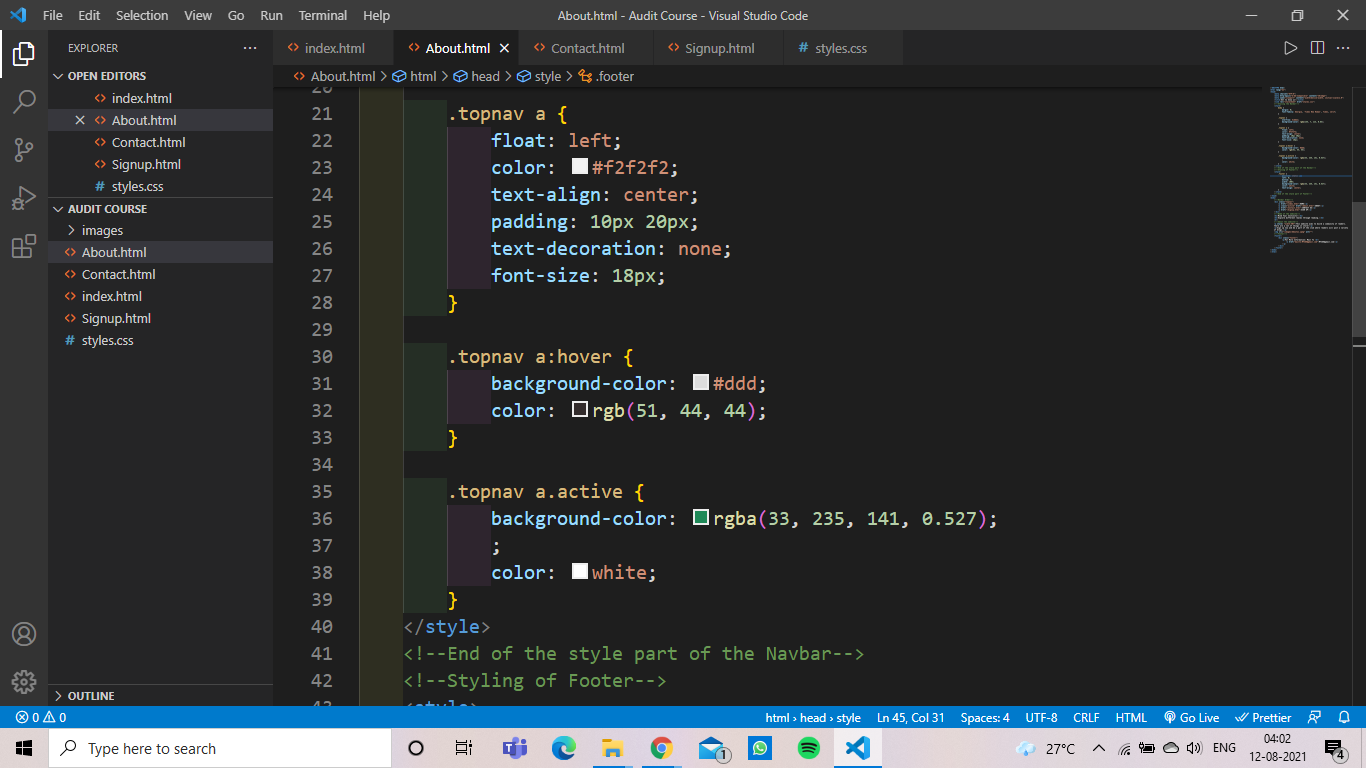 File Edit Selection View Go Run Terminal Help About.html - Audit Course - Visual Studio Code
EXPLORER
OPEN EDITORS
index.html
About.html
Contact.html
Signup.html
styles.css
AUDIT COURSE
images
About.html
Contact.html
index.html
Signup.html
styles.css
OUTLINE
index.html About.html Contact.html Signup.html styles.css
About.html > html > head > style > .footer
20
21 .topnav a {
22 float: left;
23 color: #f2f2f2;
24 text-align: center;
25 padding: 10px 20px;
26 text-decoration: none;
27 font-size: 18px;
28 }
29
30 .topnav a:hover {
31 background-color: #ddd;
32 color: rgb(51, 44, 44);
33 }
34
35 .topnav a.active {
36 background-color: rgba(33, 235, 141, 0.527);
37 ;
38 color: white;
39 }
40 </style>
41 <!--End of the style part of the Navbar-->
42 <!--Styling of Footer-->
43 <style>
0 0 html › head › style Ln 45, Col 31 Spaces: 4 UTF-8 CRLF HTML Go Live Prettier
Type here to search 1 27°C ENG 04:02 12-08-2021 4